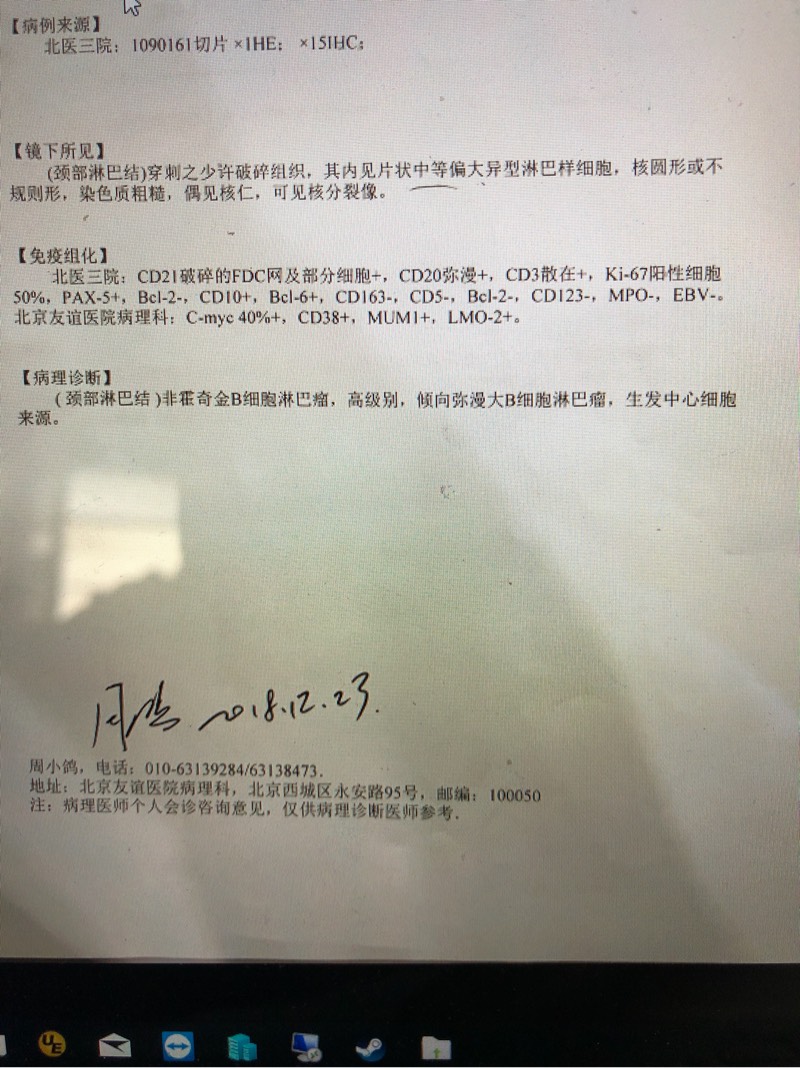 【病例来源】
北医三院：1090161切片 ×1HE； ×15IHC；
【镜下所见】
(颈部淋巴结)穿刺之少许破碎组织，其内见片状中等偏大异型淋巴样细胞，核圆形或不
规则形，染色质粗糙，偶见核仁，可见核分裂像。
【免疫组化】
北医三院：CD21破碎的FDC网及部分细胞+，CD20弥漫+，CD3散在+，Ki-67阳性细胞
50%，PAX-5+，Bcl-2-，CD10+，Bcl-6+，CD163-，CD5-，Bcl-2-，CD123-，MPO-，EBV-。
北京友谊医院病理科：C-myc 40%+，CD38+，MUM1+，LMO-2+。
【病理诊断】
(颈部淋巴结)非霍奇金B细胞淋巴瘤，高级别，倾向弥漫大B细胞淋巴瘤，生发中心细胞
来源。
2018.12.23.
周小鸽，电话：010-63139284/63138473.
地址：北京友谊医院病理科，北京西城区永安路95号，邮编：100050
注：病理医师个人会诊咨询意见，仅供病理诊断医师参考.
UE